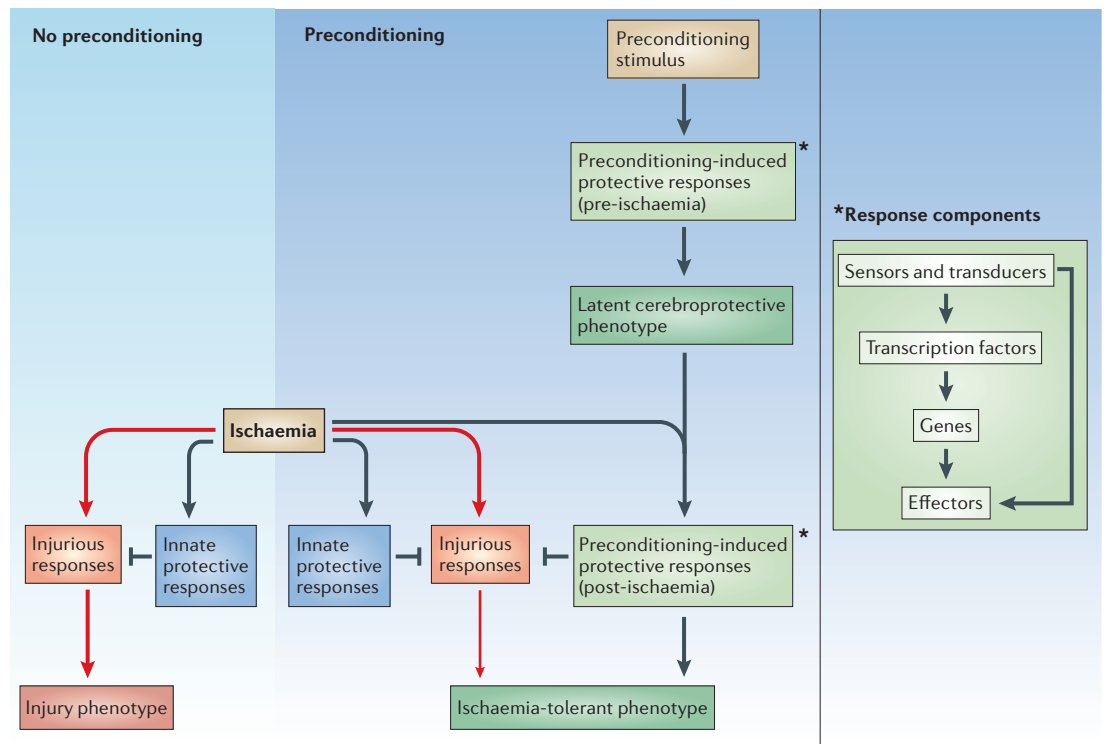 No preconditioning
Preconditioning
Preconditioning
stimulus
Preconditioning-induced
protective responses
(pre-ischaemia)
*
Latent cerebroprotective
phenotype
Ischaemia
Injurious
responses
Innate
protective
responses
Innate
protective
responses
Injurious
responses
Preconditioning-induced
protective responses
(post-ischaemia)
*
Injury phenotype
Ischaemia-tolerant phenotype
*Response components
Sensors and transducers
Transcription factors
Genes
Effectors